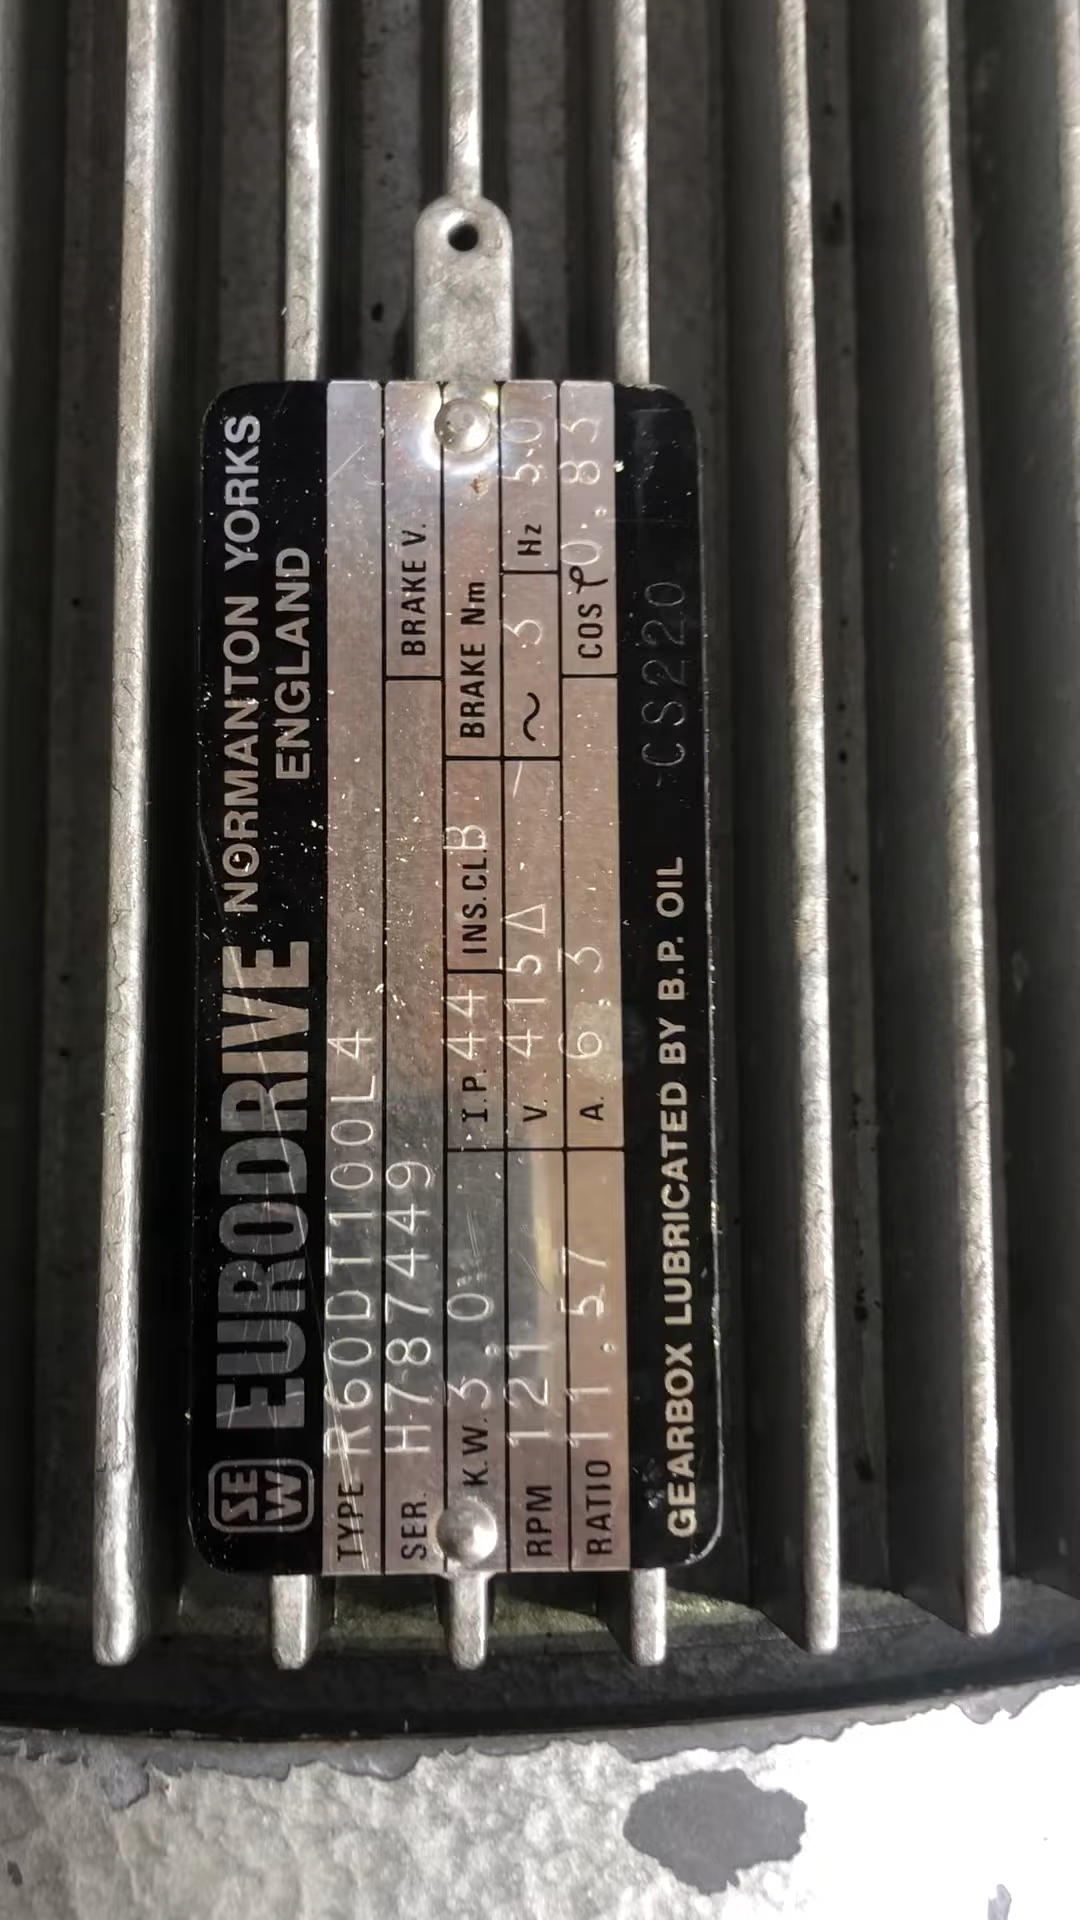 SEW EURODRIVE NORMANTON YORKS
ENGLAND
TYPE R60DT100L4
SER. H787449 BRAKE V.
K.W. 3.0 I.P. 44 INS.CL. B BRAKE Nm
RPM 121 V. 415 Δ ~ 3 Hz 50
RATIO 11.57 A. 6.3 COS φ 0.83
GEARBOX LUBRICATED BY B.P. OIL CS220